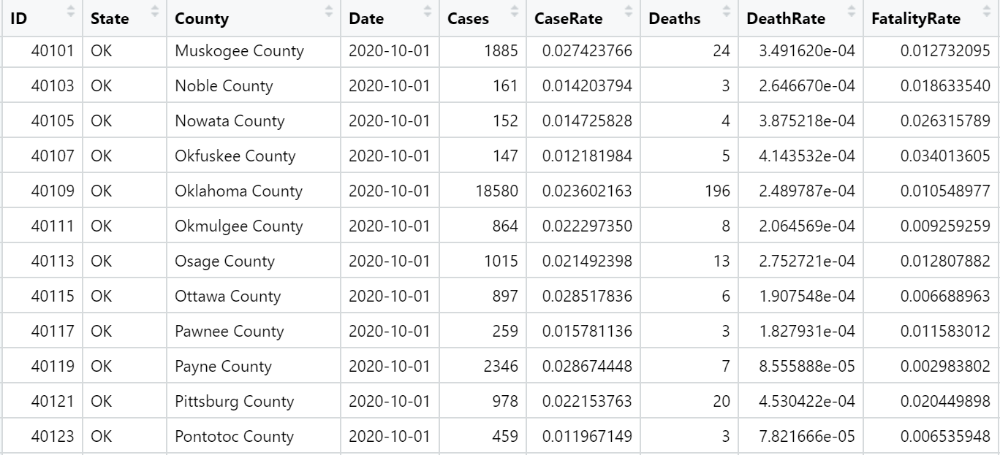 ID State County Date Cases CaseRate Deaths DeathRate FatalityRate
40101 OK Muskogee County 2020-10-01 1885 0.027423766 24 3.491620e-04 0.012732095
40103 OK Noble County 2020-10-01 161 0.014203794 3 2.646670e-04 0.018633540
40105 OK Nowata County 2020-10-01 152 0.014725828 4 3.875218e-04 0.026315789
40107 OK Okfuskee County 2020-10-01 147 0.012181984 5 4.143532e-04 0.034013605
40109 OK Oklahoma County 2020-10-01 18580 0.023602163 196 2.489787e-04 0.010548977
40111 OK Okmulgee County 2020-10-01 864 0.022297350 8 2.064569e-04 0.009259259
40113 OK Osage County 2020-10-01 1015 0.021492398 13 2.752721e-04 0.012807882
40115 OK Ottawa County 2020-10-01 897 0.028517836 6 1.907548e-04 0.006688963
40117 OK Pawnee County 2020-10-01 259 0.015781136 3 1.827931e-04 0.011583012
40119 OK Payne County 2020-10-01 2346 0.028674448 7 8.555888e-05 0.002983802
40121 OK Pittsburg County 2020-10-01 978 0.022153763 20 4.530422e-04 0.020449898
40123 OK Pontotoc County 2020-10-01 459 0.011967149 3 7.821666e-05 0.006535948